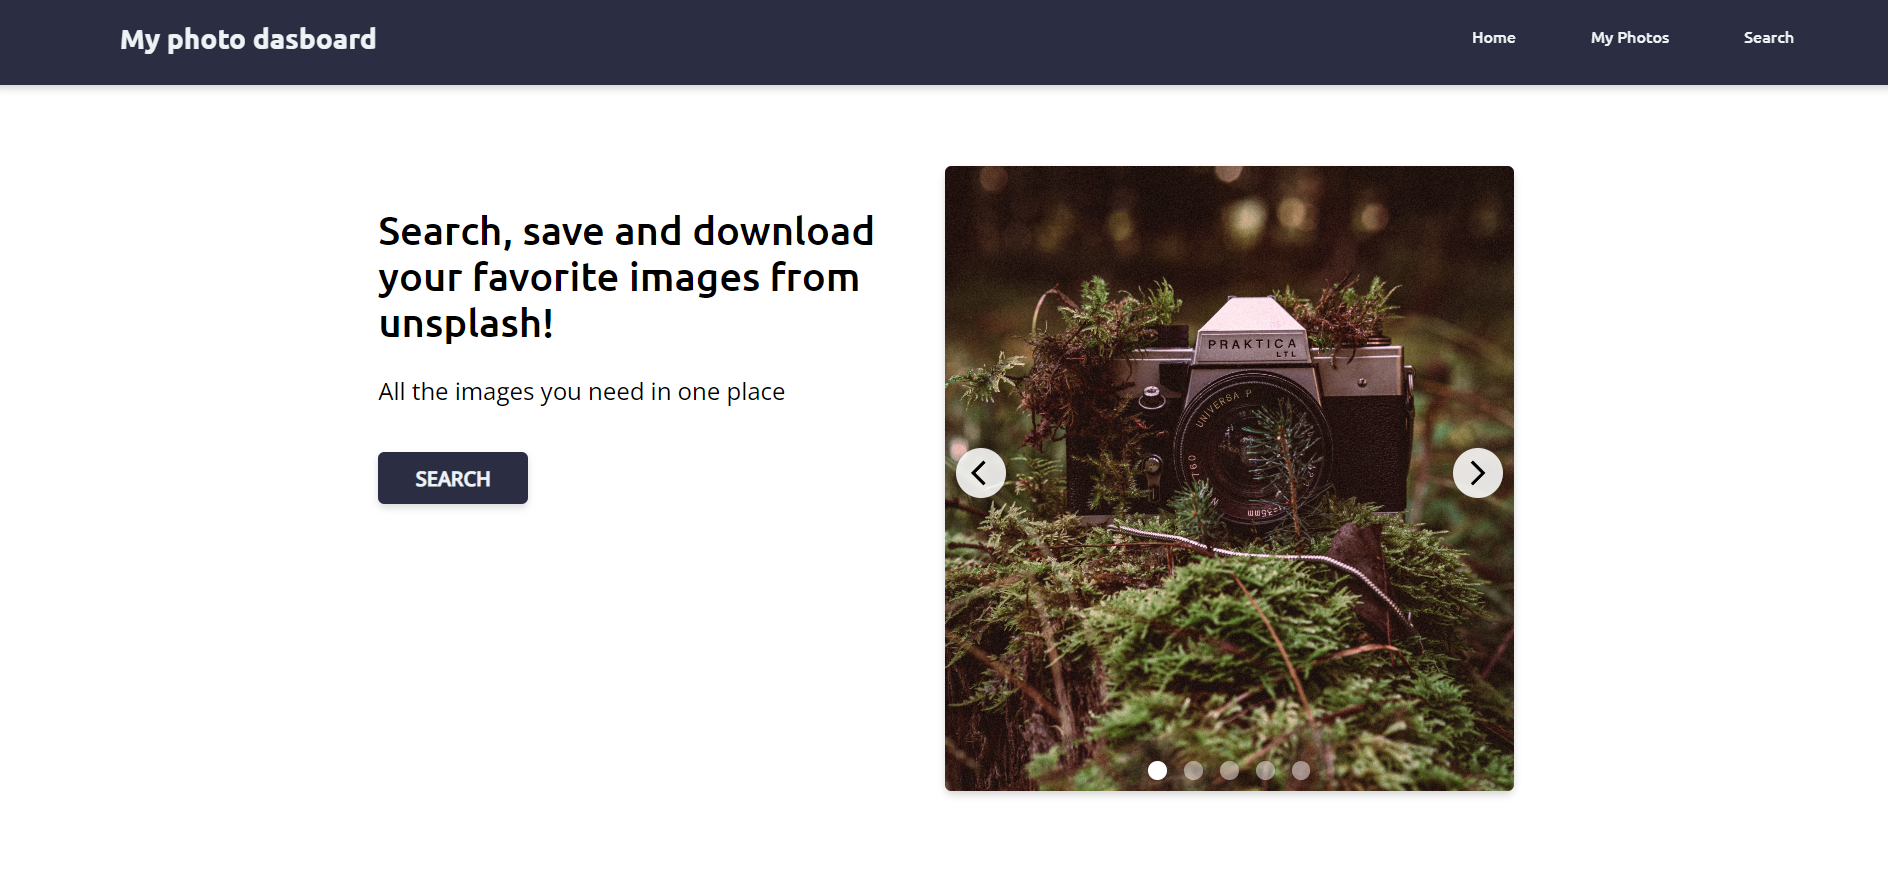 My photo dasboard
Home
My Photos
Search
Search, save and download
your favorite images from
unsplash!
All the images you need in one place
SEARCH
PRAKTICA
LTL
UNIVERSA P